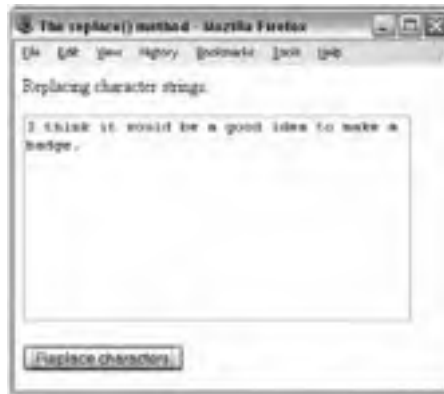 The replace() method - Mozilla Firefox
File Edit View History Bookmarks Tools Help
Replacing character strings.
I think it would be a good idea to make a
badge.
Replace characters